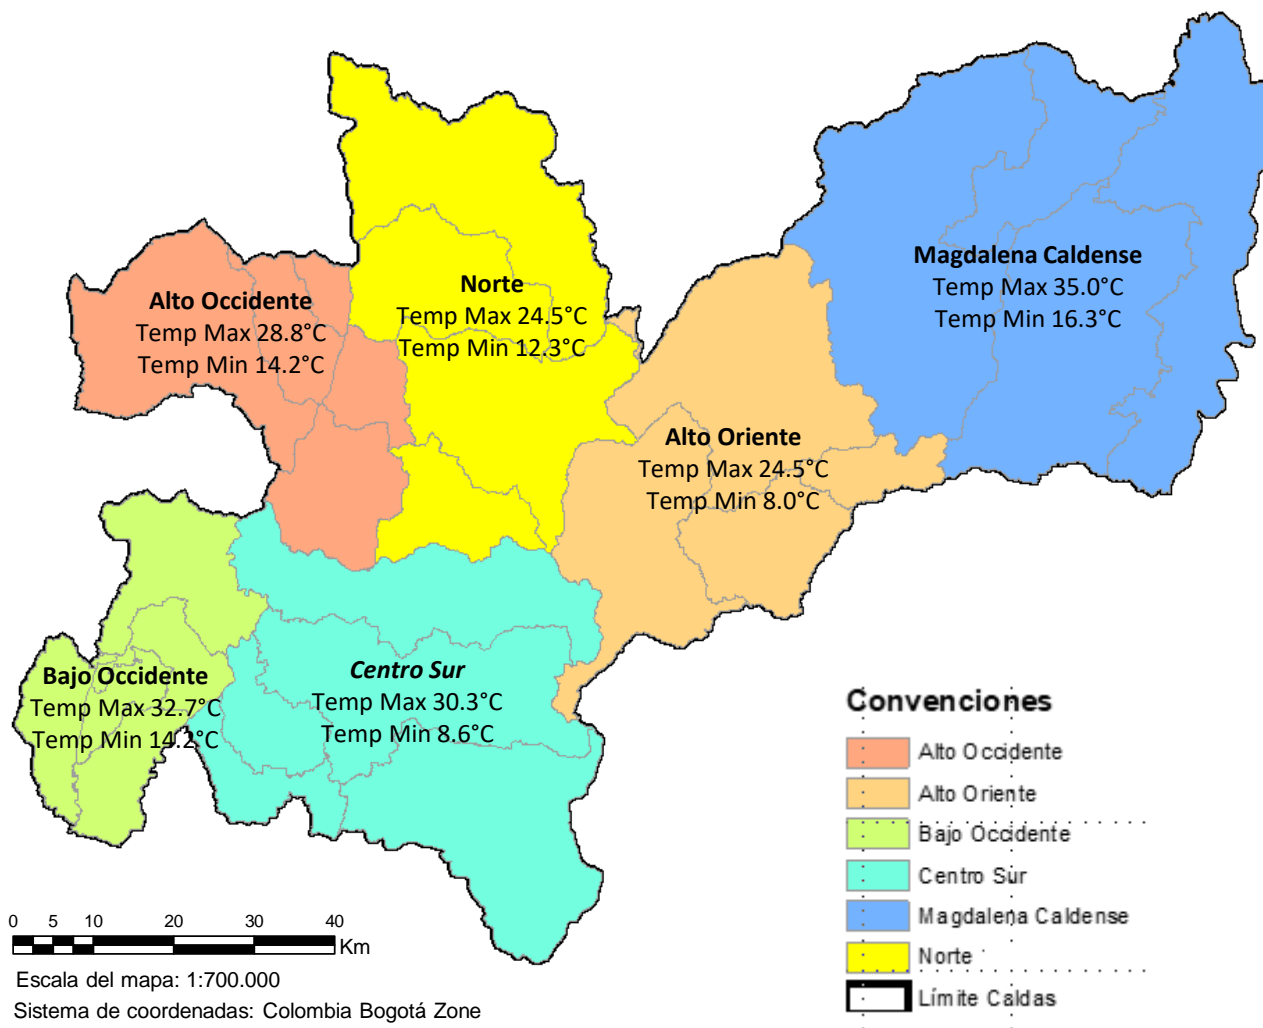 Magdalena Caldense
Temp Max 35.0°C
Temp Min 16.3°C
Norte
Temp Max 24.5°C
Temp Min 12.3°C
Alto Occidente
Temp Max 28.8°C
Temp Min 14.2°C
Alto Oriente
Temp Max 24.5°C
Temp Min 8.0°C
Centro Sur
Temp Max 30.3°C
Temp Min 8.6°C
Bajo Occidente
Temp Max 32.7°C
Temp Min 14.2°C
Convenciones
Alto Occidente
Alto Oriente
Bajo Occidente
Centro Sur
Magdalena Caldense
Norte
Límite Caldas
0 5 10 20 30 40
Km
Escala del mapa: 1:700.000
Sistema de coordenadas: Colombia Bogotá Zone